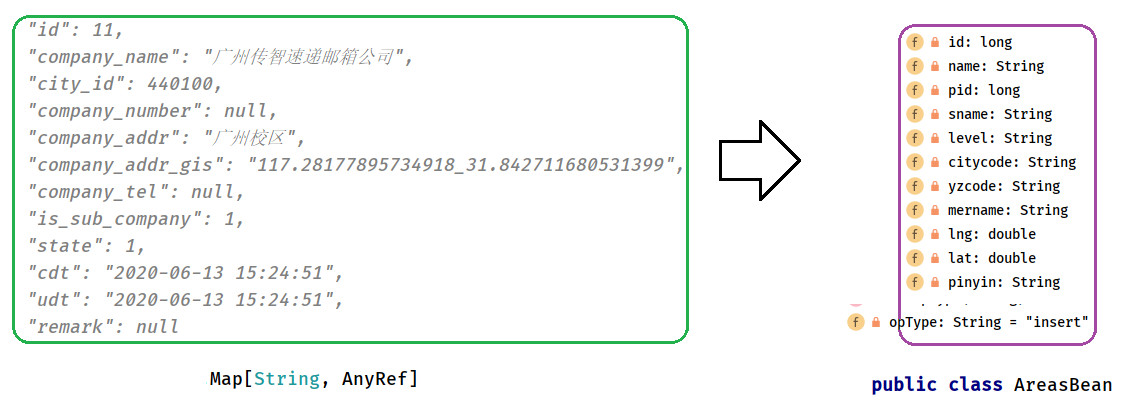 "id": 11,
"company_name": "广州传智速递邮箱公司",
"city_id": 440100,
"company_number": null,
"company_addr": "广州校区",
"company_addr_gis": "117.28177895734918_31.842711680531399",
"company_tel": null,
"is_sub_company": 1,
"state": 1,
"cdt": "2020-06-13 15:24:51",
"udt": "2020-06-13 15:24:51",
"remark": null
Map[String, AnyRef]
f id: long
f name: String
f pid: long
f sname: String
f level: String
f citycode: String
f yzcode: String
f mername: String
f lng: double
f lat: double
f pinyin: String
f opType: String = "insert"
public class AreasBean